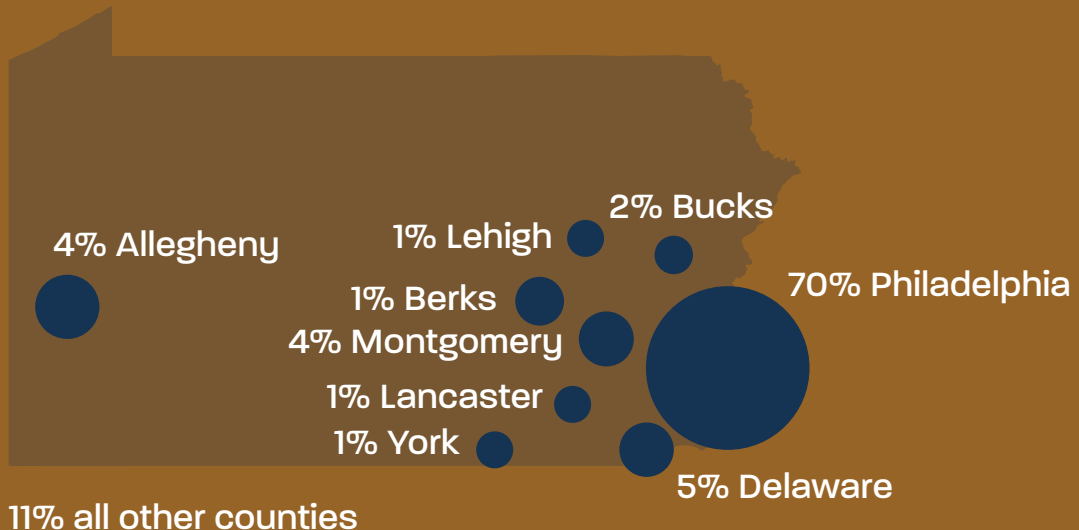 2% Bucks
4% Allegheny
1% Lehigh
70% Philadelphia
1% Berks
4% Montgomery
1% Lancaster
1% York
5% Delaware
11% all other counties